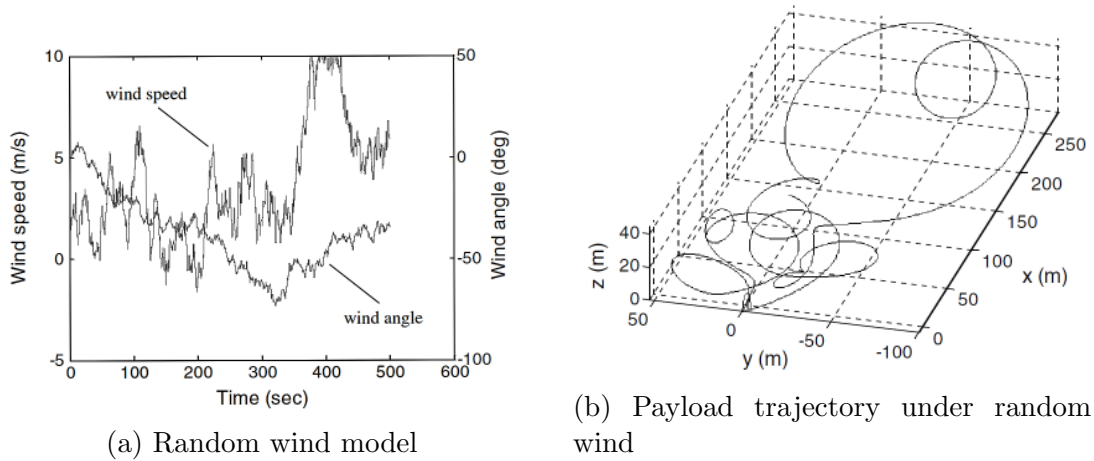 10
5
0
-5
Wind speed (m/s)
wind speed
wind angle
50
0
-50
-100
Wind angle (deg)
0 100 200 300 400 500 600
Time (sec)
(a) Random wind model
z (m)
40
20
0
50
0
-50
-100
y (m)
0
50
100
150
200
250
x (m)
(b) Payload trajectory under random
wind